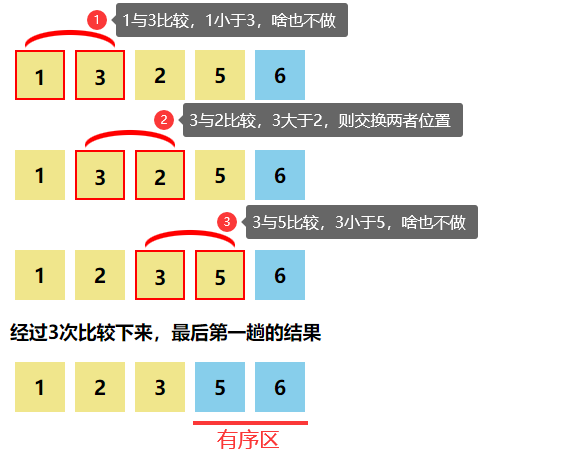 1 1与3比较，1小于3，啥也不做
1 3 2 5 6
2 3与2比较，3大于2，则交换两者位置
1 3 2 5 6
3 3与5比较，3小于5，啥也不做
1 2 3 5 6
经过3次比较下来，最后第一趟的结果
1 2 3 5 6
有序区